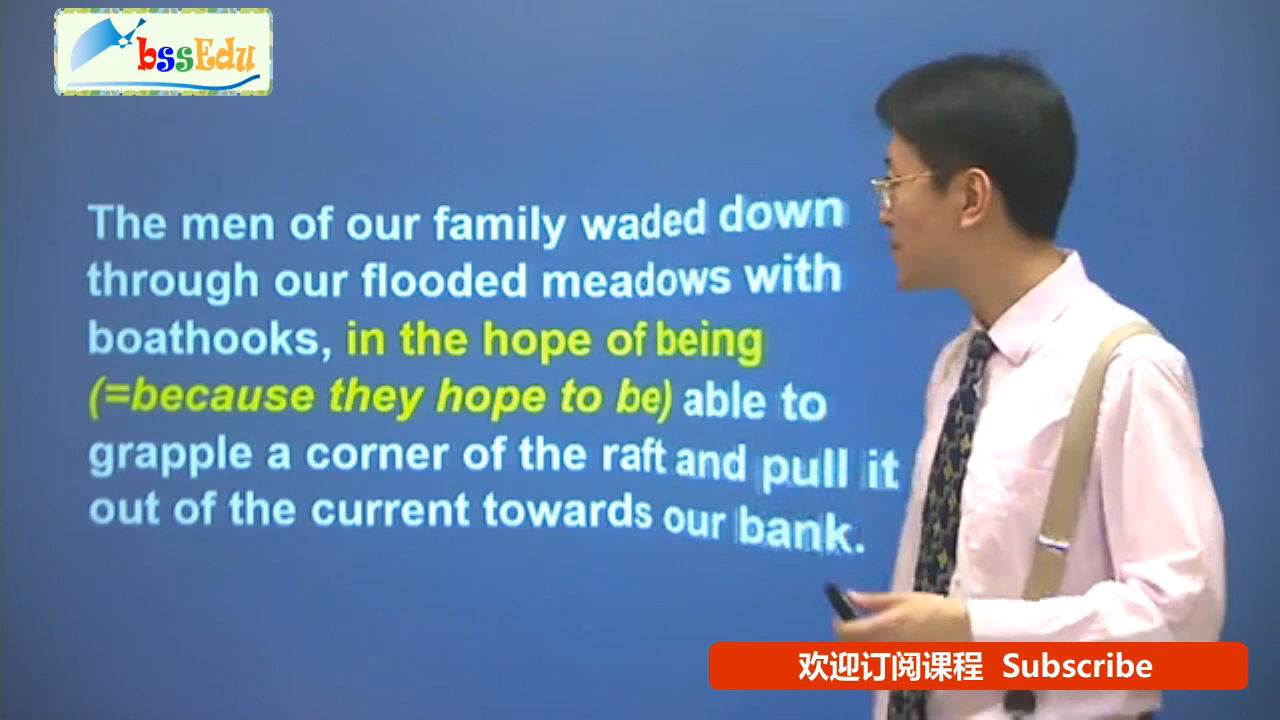 bssEdu
The men of our family waded down
through our flooded meadows with
boathooks, in the hope of being
(=because they hope to be) able to
grapple a corner of the raft and pull it
out of the current towards our bank.
欢迎订阅课程 Subscribe